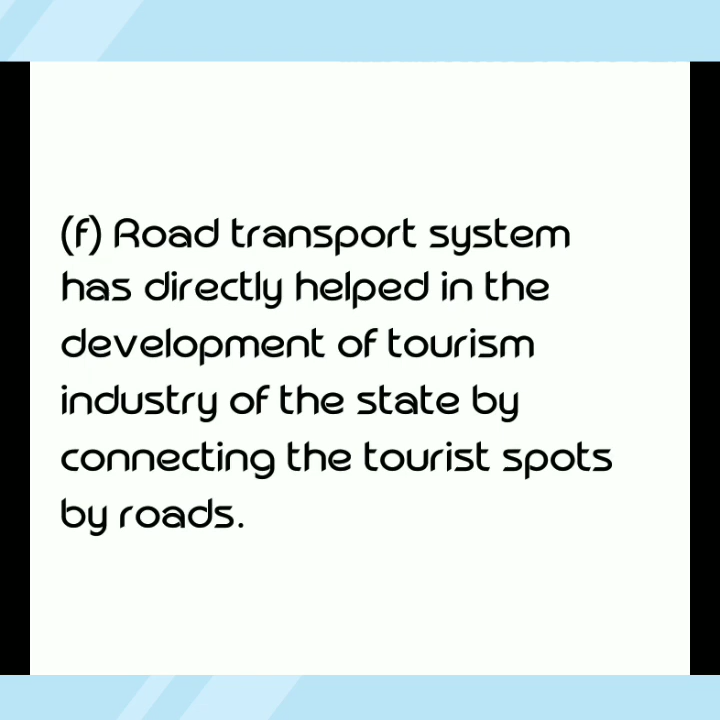 (f) Road transport system
has directly helped in the
development of tourism
industry of the state by
connecting the tourist spots
by roads.